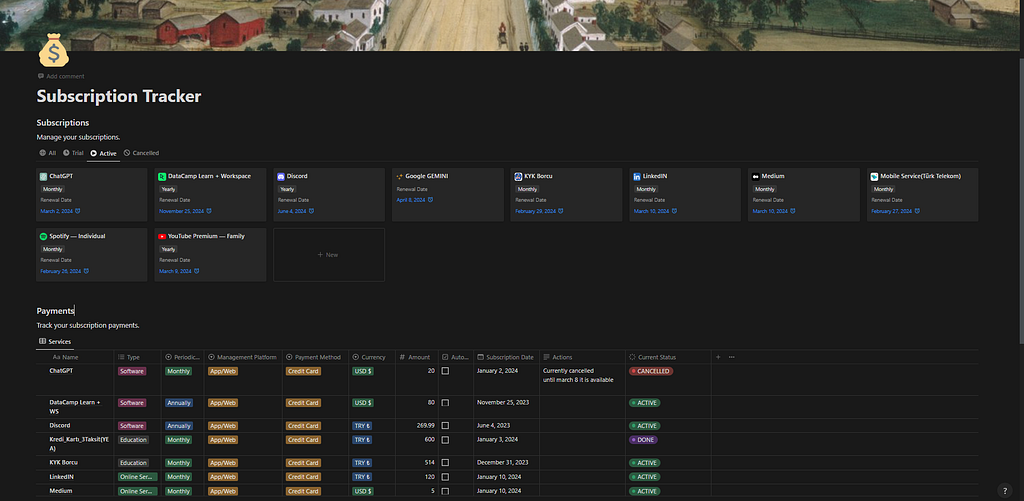 Add comment
Subscription Tracker
Subscriptions
Manage your subscriptions.
All Trial Active Cancelled
ChatGPT
Monthly
Renewal Date
March 2, 2024
DataCamp Learn + Workspace
Yearly
Renewal Date
November 25, 2024
Discord
Yearly
Renewal Date
June 4, 2024
Google GEMINI
Renewal Date
April 8, 2024
KYK Borcu
Monthly
Renewal Date
February 29, 2024
LinkedIN
Monthly
Renewal Date
March 10, 2024
Medium
Monthly
Renewal Date
March 10, 2024
Mobile Service(Türk Telekom)
Monthly
Renewal Date
February 27, 2024
Spotify — Individual
Monthly
Renewal Date
February 28, 2024
YouTube Premium — Family
Yearly
Renewal Date
March 9, 2024
+ New
Payments
Track your subscription payments.
Services
Aa Name Type Periodic... Management Platform Payment Method Currency # Amount Auto... Subscription Date Actions Current Status + ...
ChatGPT Software Monthly App/Web Credit Card USD $ 20 January 2, 2024 Currently cancelled CANCELLED
until march 8 it is available
DataCamp Learn + Software Annually App/Web Credit Card USD $ 80 November 25, 2023 ACTIVE
WS
Discord Software Annually App/Web Credit Card TRY ₺ 269.99 June 4, 2023 ACTIVE
Kredi_Karb_3Taksit(YE Education Monthly App/Web Credit Card TRY ₺ 600 January 3, 2024 DONE
A)
KYK Borcu Education Monthly App/Web Credit Card TRY ₺ 514 December 31, 2023 ACTIVE
LinkedIN Online Ser... Monthly App/Web Credit Card TRY ₺ 120 January 10, 2024 ACTIVE
Medium Online Ser... Monthly App/Web Credit Card USD $ 5 January 10, 2024 ACTIVE
?